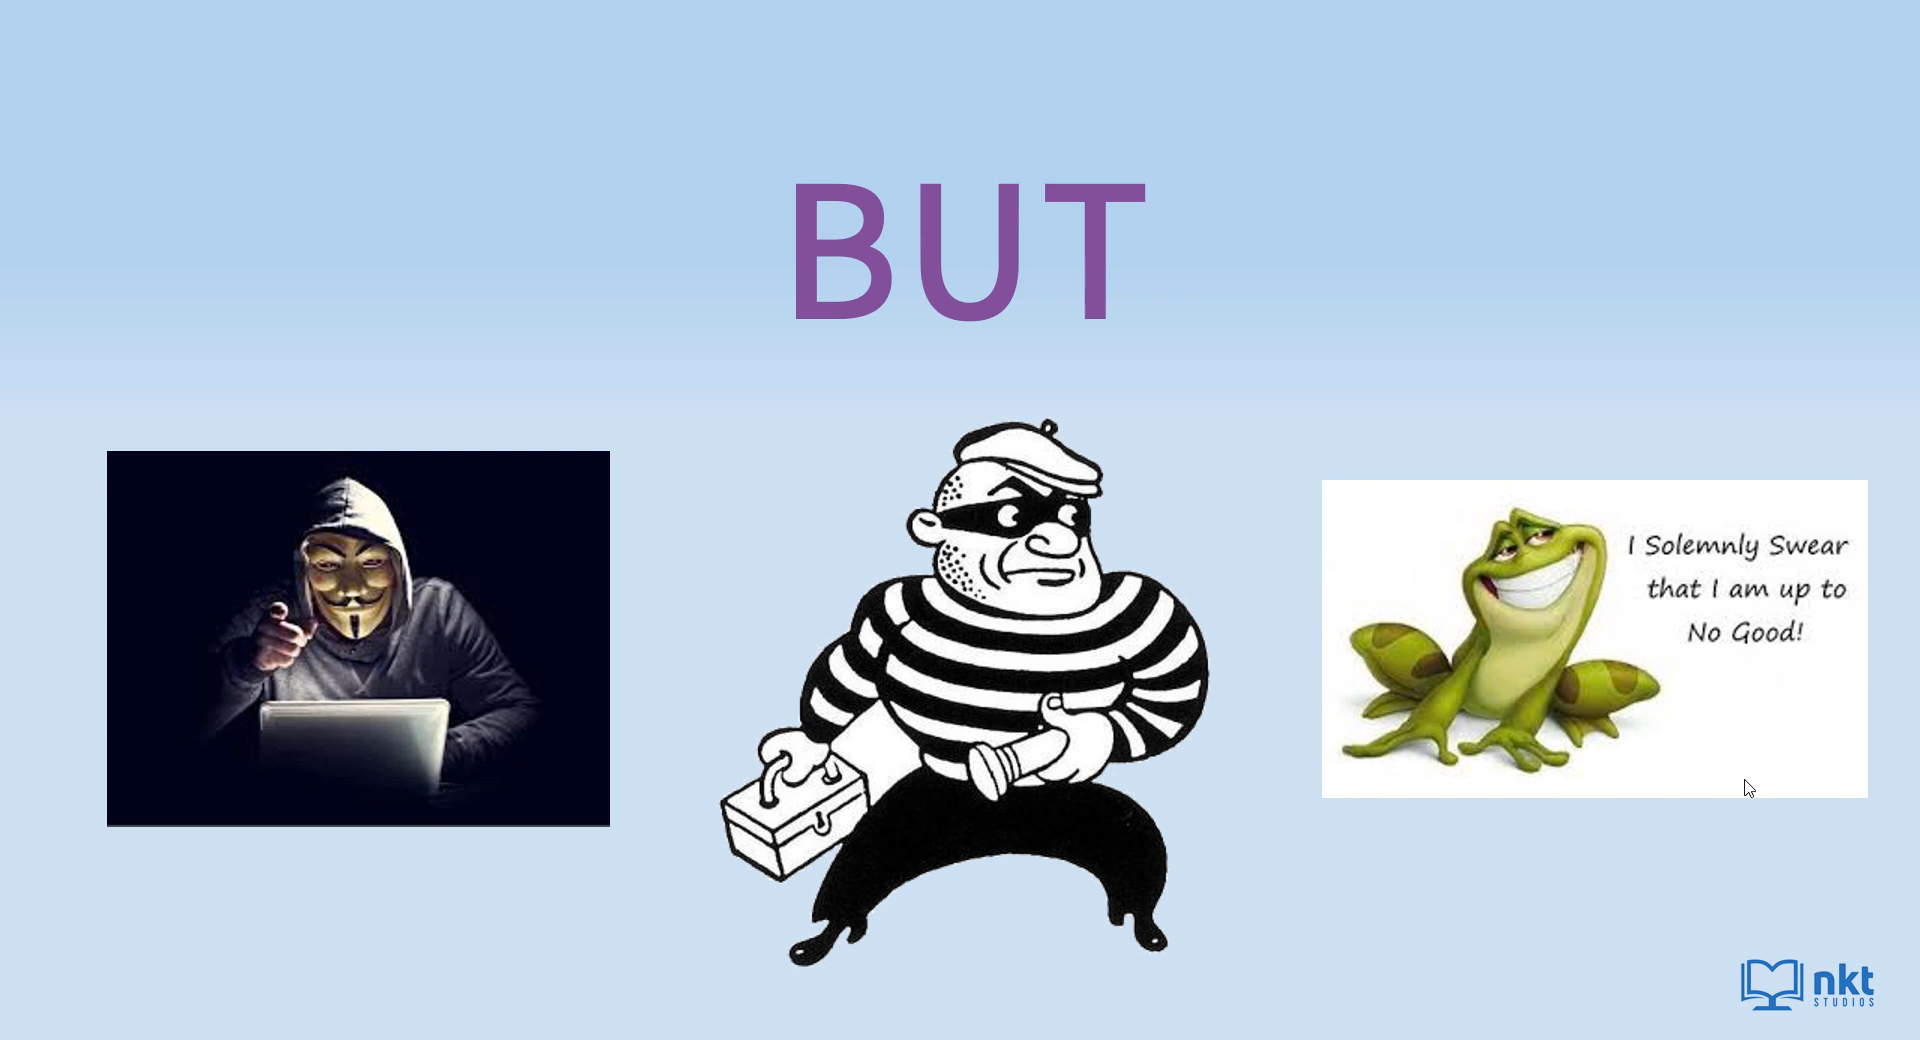 BUT
I Solemnly Swear
that I am up to
No Good!
nkt
STUDIOS